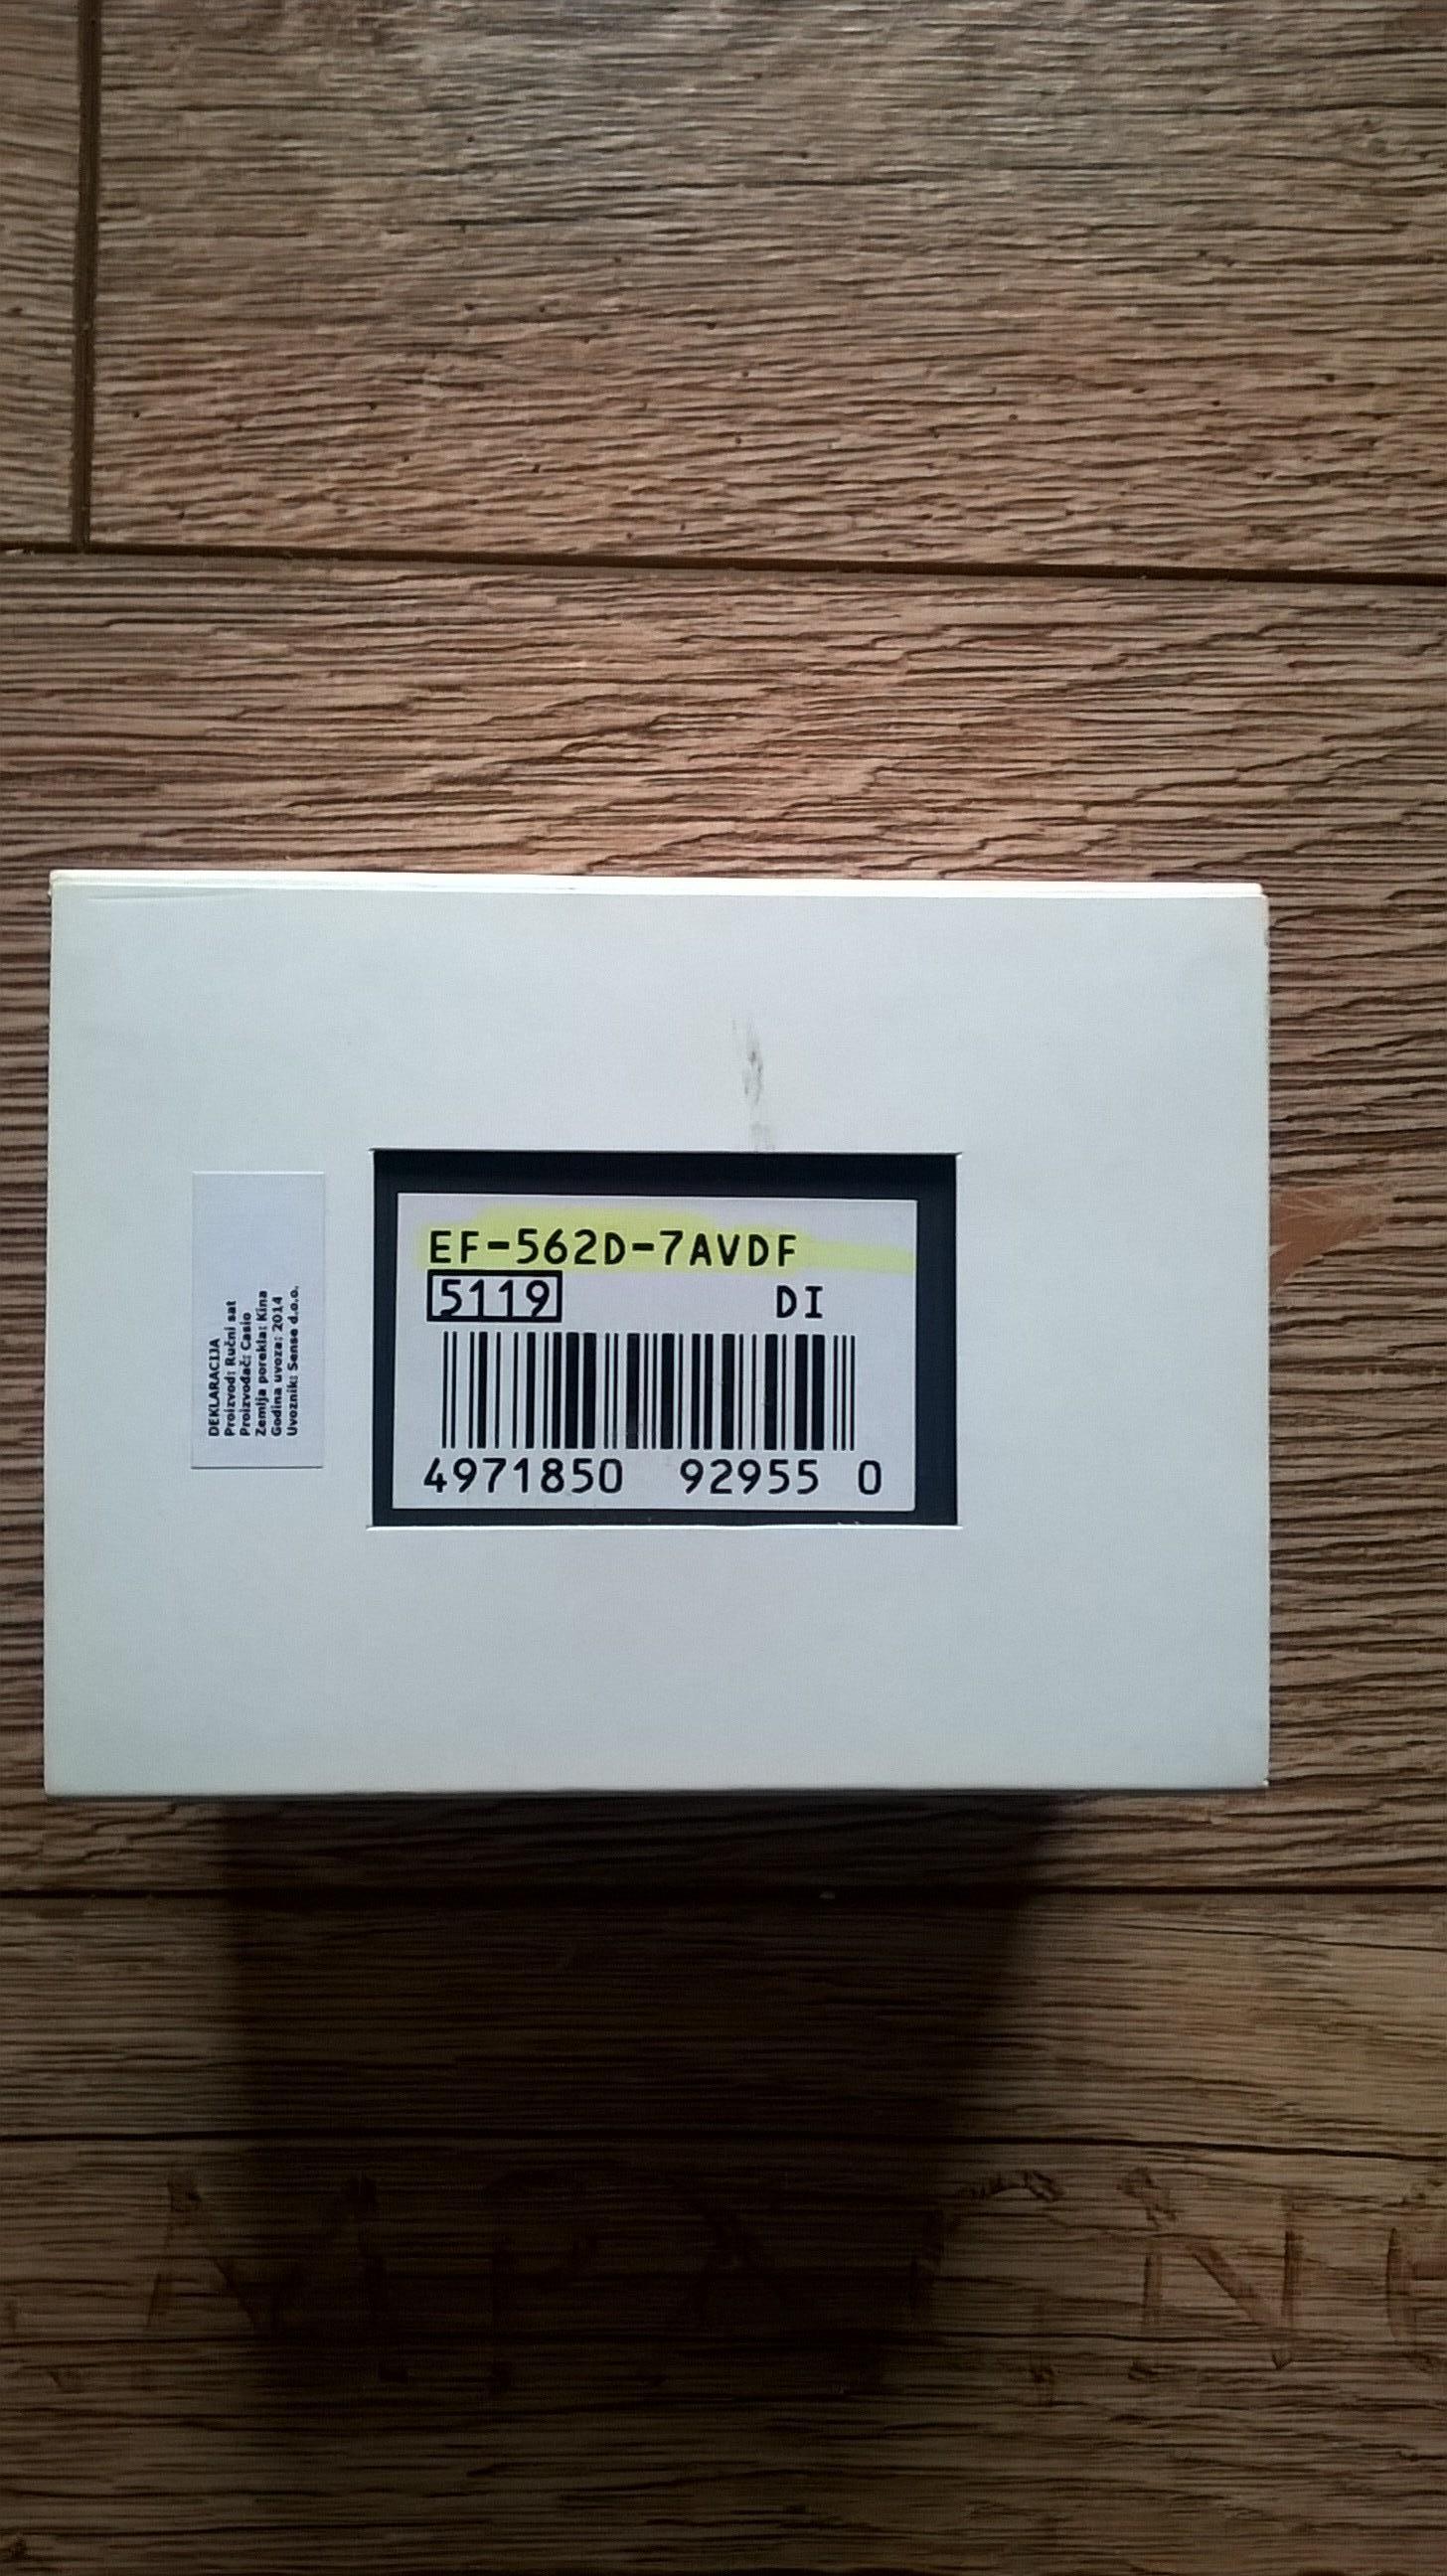 EF-562D-7AVDF
5119 DI
4971850 92955 0
DEKLARACIJA
Proizvod: Ručni sat
Proizvođač: Casio
Zemlja porekla: Kina
Godina uvoza: 2014
Uvoznik: Sense d.o.o.